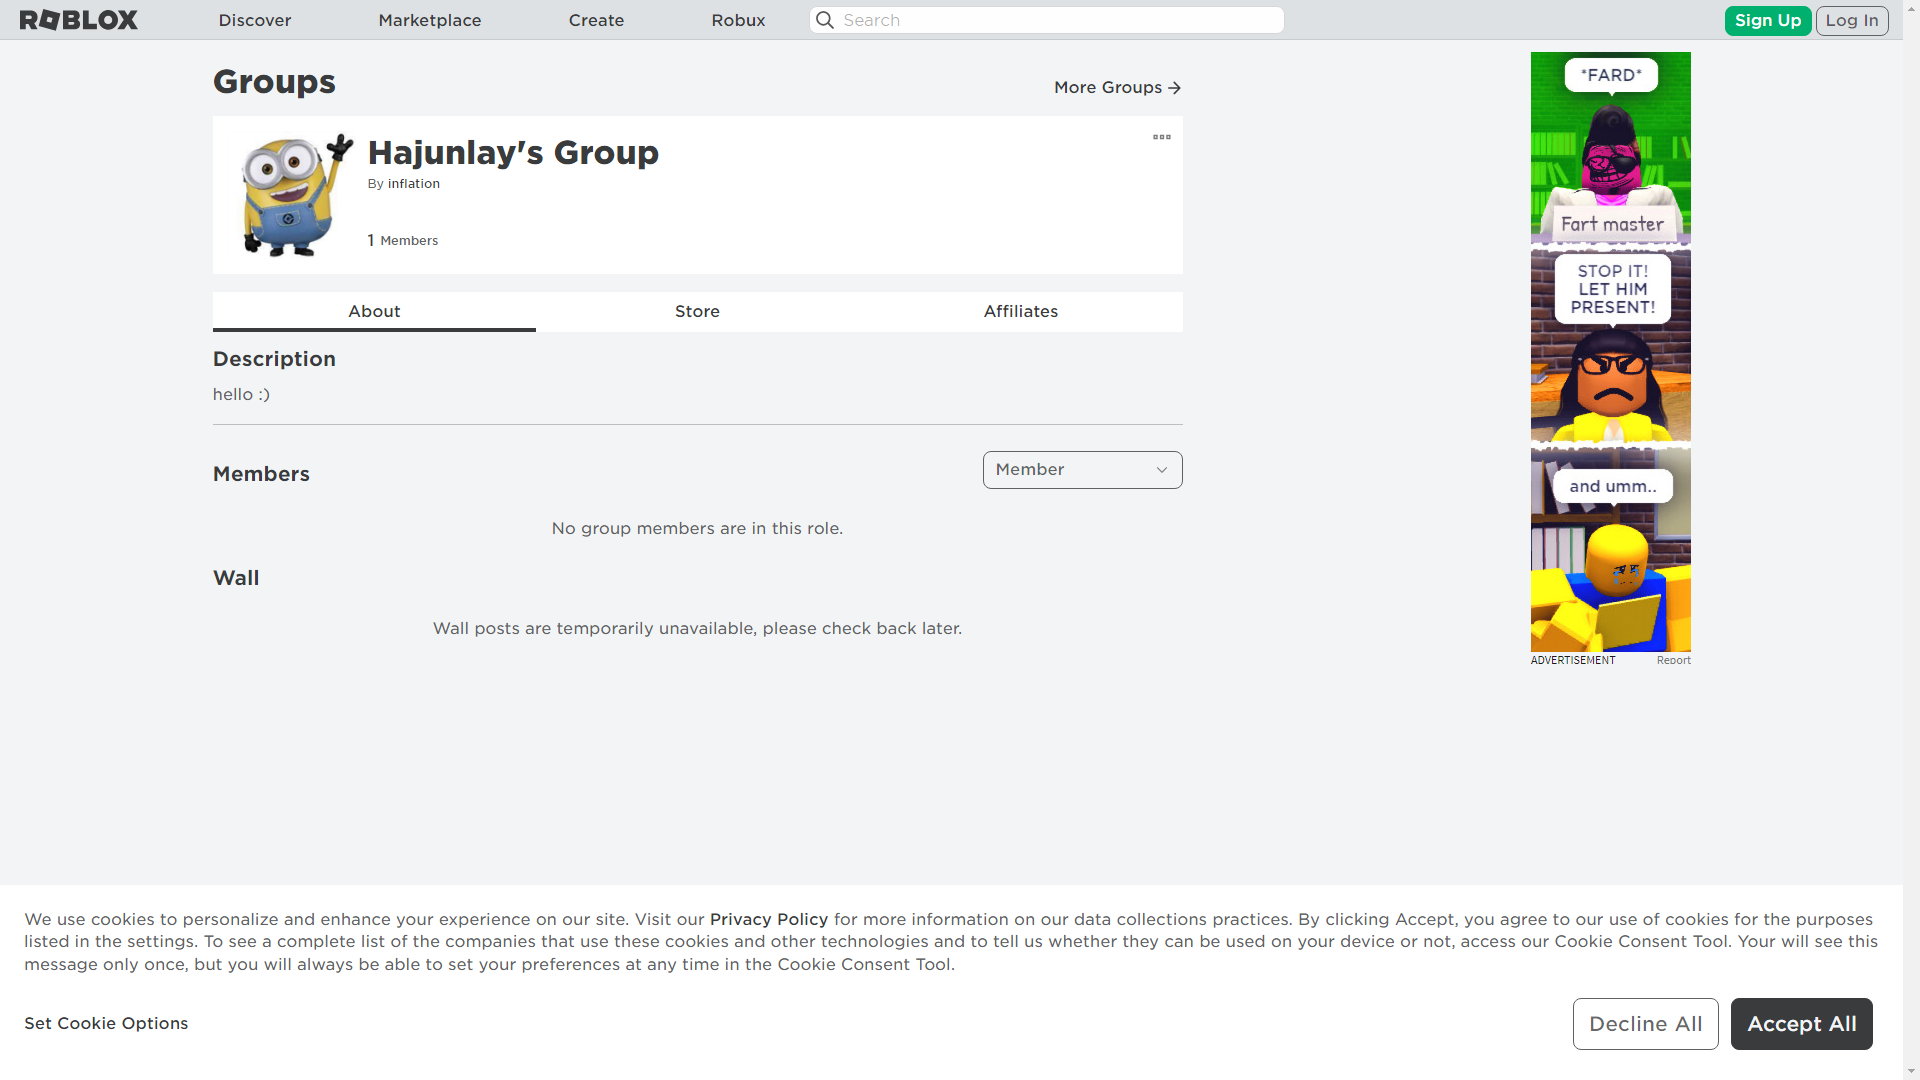 ROBLOX
Discover
Marketplace
Create
Robux
Search
Sign Up
Log In
Groups
More Groups
Hajunlay's Group
By inflation
1 Members
About
Store
Affiliates
Description
hello :)
Members
Member
No group members are in this role.
Wall
Wall posts are temporarily unavailable, please check back later.
*FARD*
Fart master
STOP IT!
LET HIM
PRESENT!
and umm..
ADVERTISEMENT
Report
We use cookies to personalize and enhance your experience on our site. Visit our Privacy Policy for more information on our data collections practices. By clicking Accept, you agree to our use of cookies for the purposes
listed in the settings. To see a complete list of the companies that use these cookies and other technologies and to tell us whether they can be used on your device or not, access our Cookie Consent Tool. Your will see this
message only once, but you will always be able to set your preferences at any time in the Cookie Consent Tool.
Set Cookie Options
Decline All
Accept All